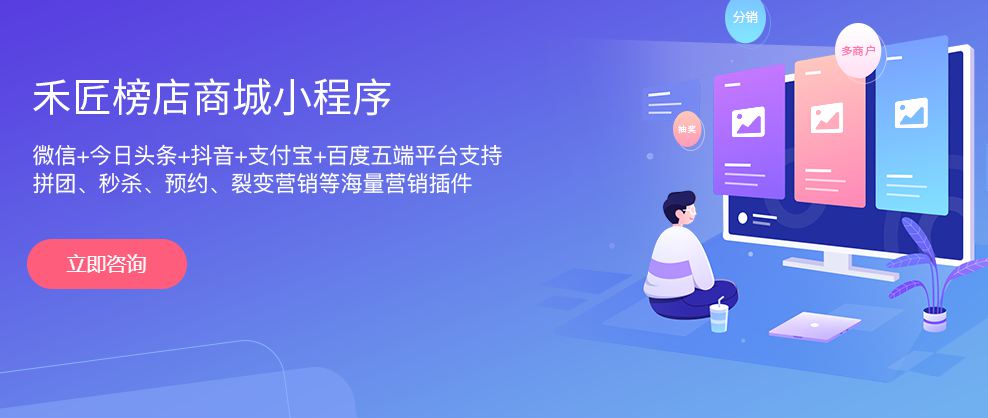 禾匠榜店商城小程序
微信+今日头条+抖音+支付宝+百度五端平台支持
拼团、秒杀、预约、裂变营销等海量营销插件
立即咨询
分销
多商户
抽奖